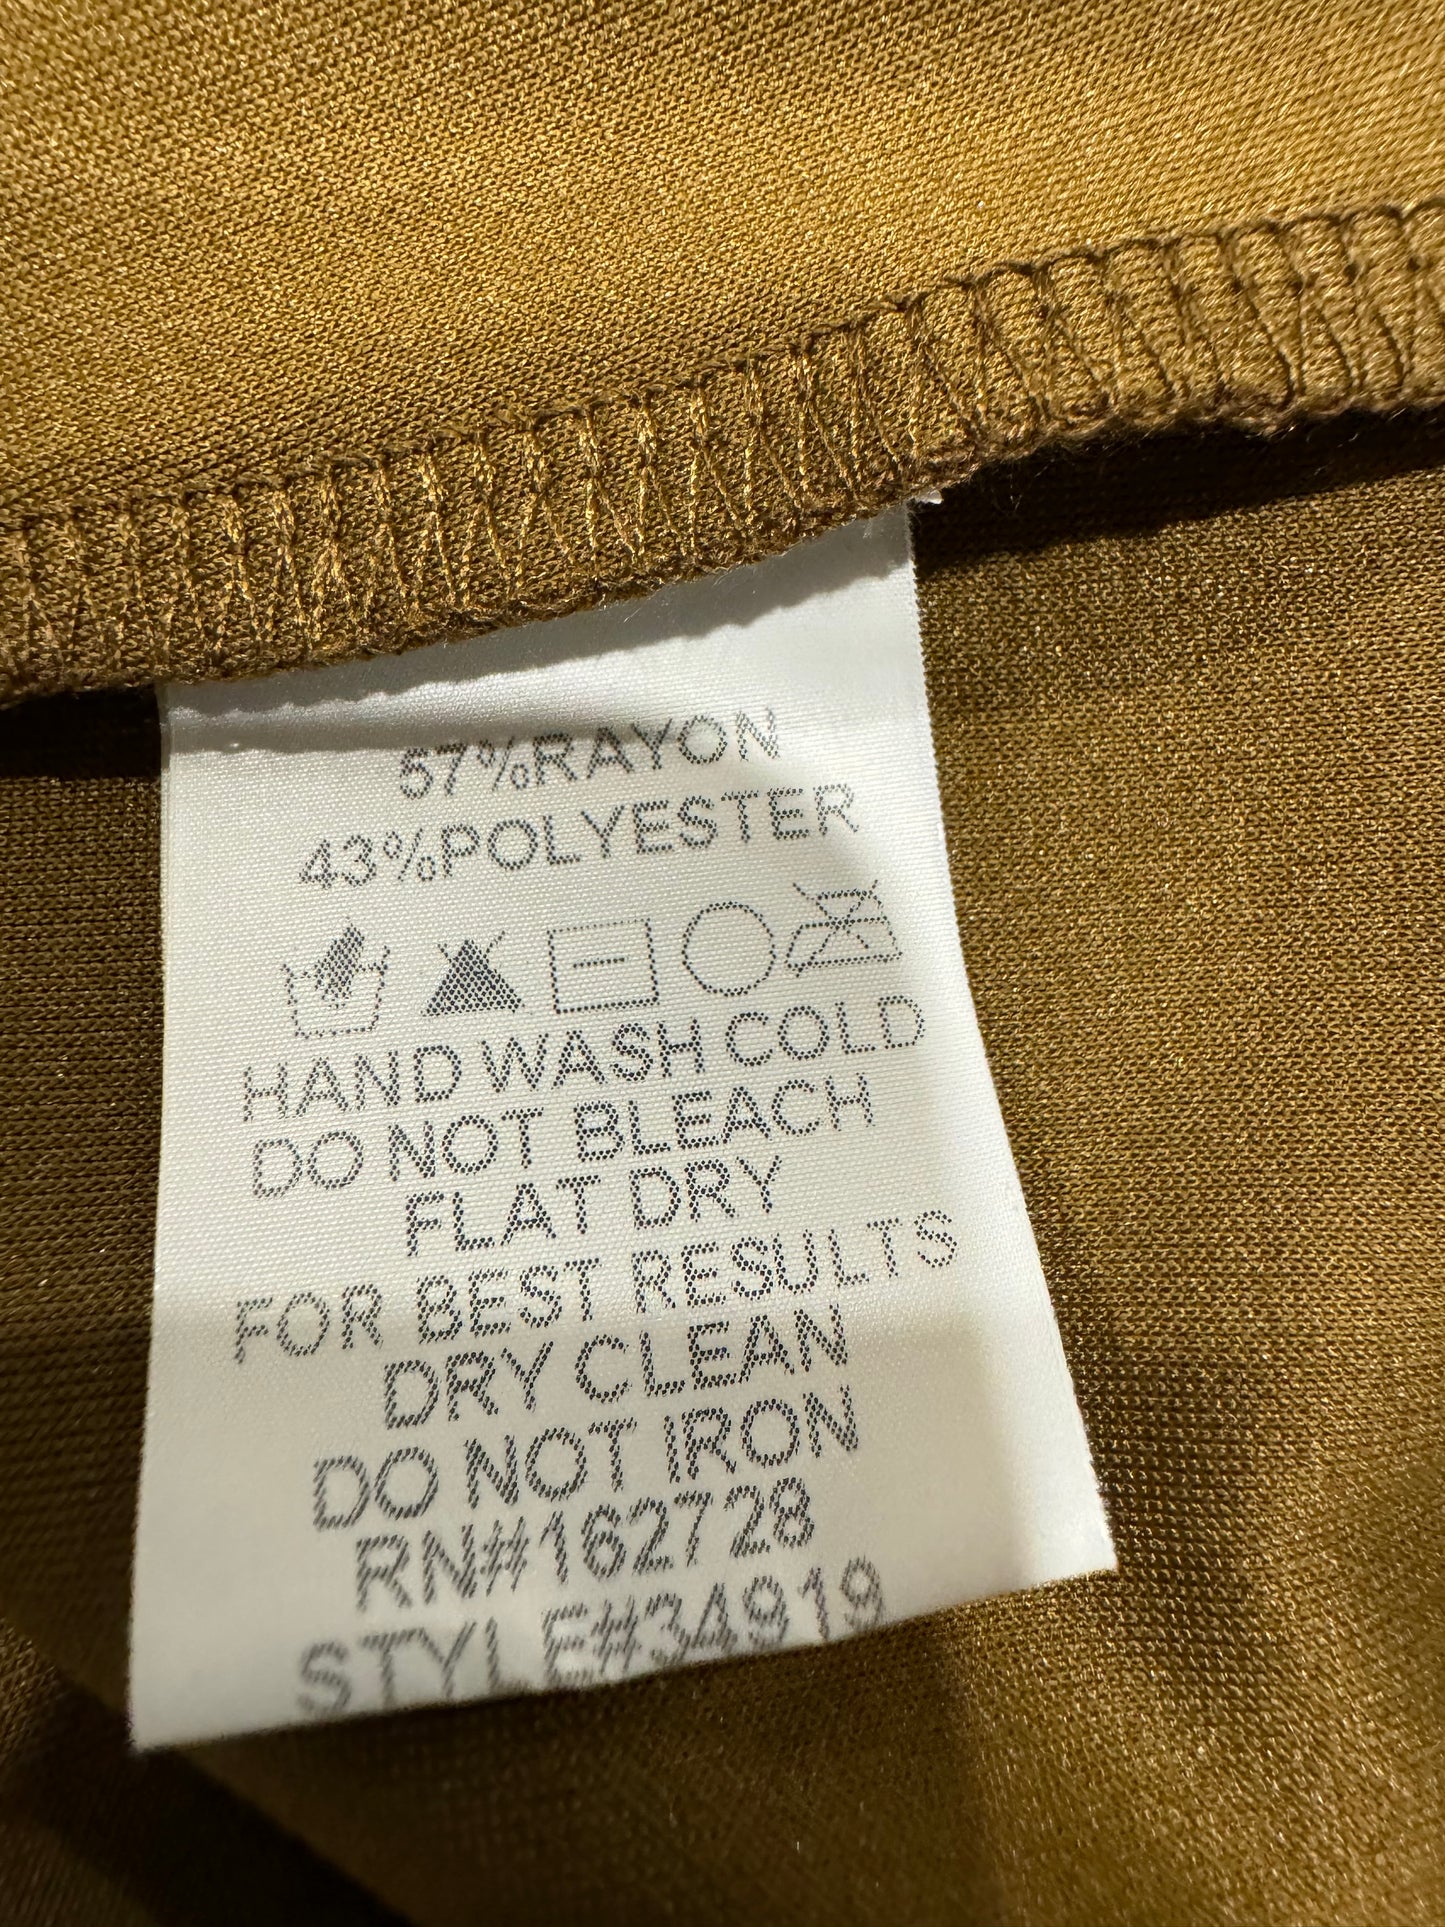 57%RAYON
43%POLYESTER
HAND WASH COLD
DO NOT BLEACH
FLAT DRY
FOR BEST RESULTS
DRY CLEAN
DO NOT IRON
RN#162728
STYLE#34919